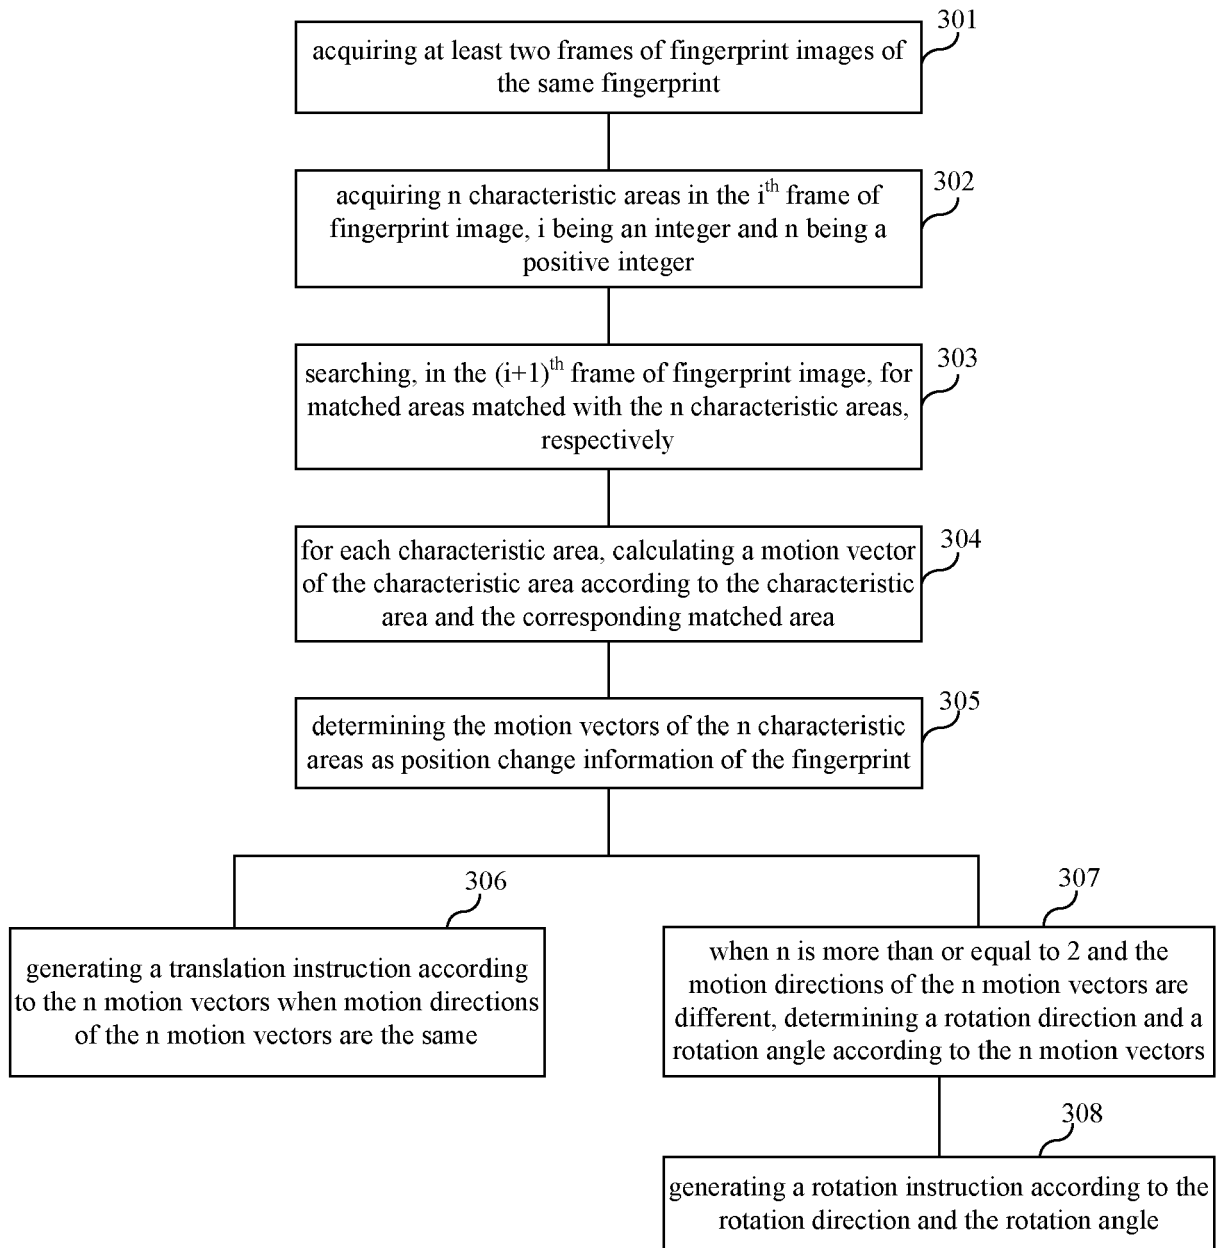 301
acquiring at least two frames of fingerprint images of
the same fingerprint
302
acquiring n characteristic areas in the i^th frame of
fingerprint image, i being an integer and n being a
positive integer
303
searching, in the (i+1)^th frame of fingerprint image, for
matched areas matched with the n characteristic areas,
respectively
304
for each characteristic area, calculating a motion vector
of the characteristic area according to the characteristic
area and the corresponding matched area
305
determining the motion vectors of the n characteristic
areas as position change information of the fingerprint
306
generating a translation instruction according
to the n motion vectors when motion directions
of the n motion vectors are the same
307
when n is more than or equal to 2 and the
motion directions of the n motion vectors are
different, determining a rotation direction and a
rotation angle according to the n motion vectors
308
generating a rotation instruction according to the
rotation direction and the rotation angle